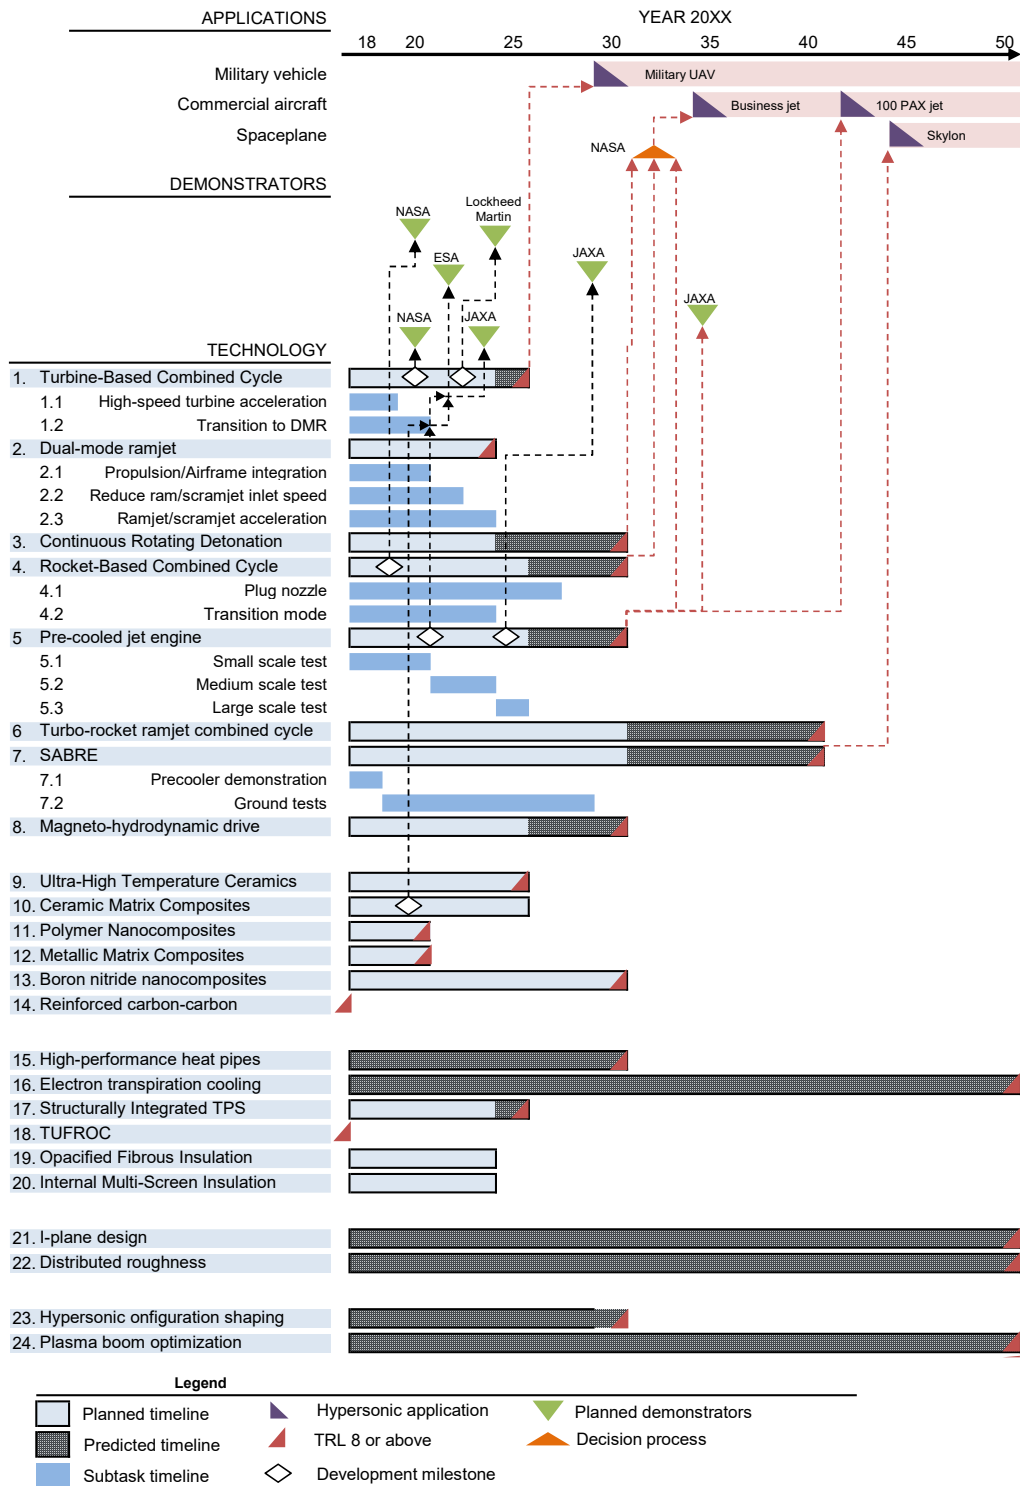 APPLICATIONS
YEAR 20XX
18 20 25 30 35 40 45 50
Military vehicle
Military UAV
Commercial aircraft
Business jet
100 PAX jet
Spaceplane
Skylon
NASA
DEMONSTRATORS
NASA
Lockheed
Martin
ESA
JAXA
JAXA
NASA
JAXA
TECHNOLOGY
1. Turbine-Based Combined Cycle
1.1 High-speed turbine acceleration
1.2 Transition to DMR
2. Dual-mode ramjet
2.1 Propulsion/Airframe integration
2.2 Reduce ram/scramjet inlet speed
2.3 Ramjet/scramjet acceleration
3. Continuous Rotating Detonation
4. Rocket-Based Combined Cycle
4.1 Plug nozzle
4.2 Transition mode
5 Pre-cooled jet engine
5.1 Small scale test
5.2 Medium scale test
5.3 Large scale test
6 Turbo-rocket ramjet combined cycle
7. SABRE
7.1 Precooler demonstration
7.2 Ground tests
8. Magneto-hydrodynamic drive
9. Ultra-High Temperature Ceramics
10. Ceramic Matrix Composites
11. Polymer Nanocomposites
12. Metallic Matrix Composites
13. Boron nitride nanocomposites
14. Reinforced carbon-carbon
15. High-performance heat pipes
16. Electron transpiration cooling
17. Structurally Integrated TPS
18. TUFROC
19. Opacified Fibrous Insulation
20. Internal Multi-Screen Insulation
21. I-plane design
22. Distributed roughness
23. Hypersonic onfiguration shaping
24. Plasma boom optimization
Legend
Planned timeline
Hypersonic application
Planned demonstrators
Predicted timeline
TRL 8 or above
Decision process
Subtask timeline
Development milestone